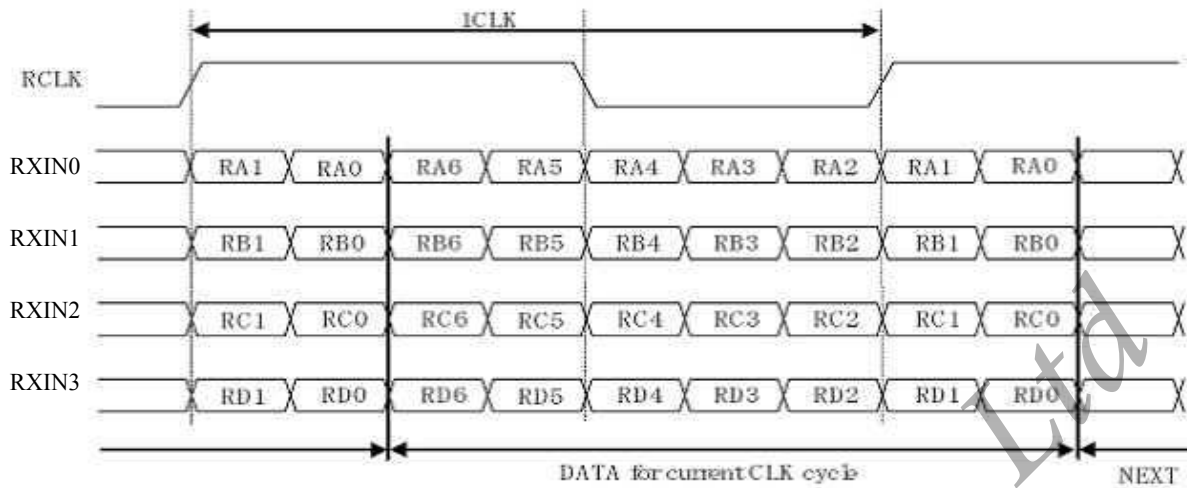 1CLK
RCLK
RXIN0 RA1 RA0 RA6 RA5 RA4 RA3 RA2 RA1 RA0
RXIN1 RB1 RB0 RB6 RB5 RB4 RB3 RB2 RB1 RB0
RXIN2 RC1 RC0 RC6 RC5 RC4 RC3 RC2 RC1 RC0
RXIN3 RD1 RD0 RD6 RD5 RD4 RD3 RD2 RD1 RD0
DATA for current CLK cycle NEXT
Ltd